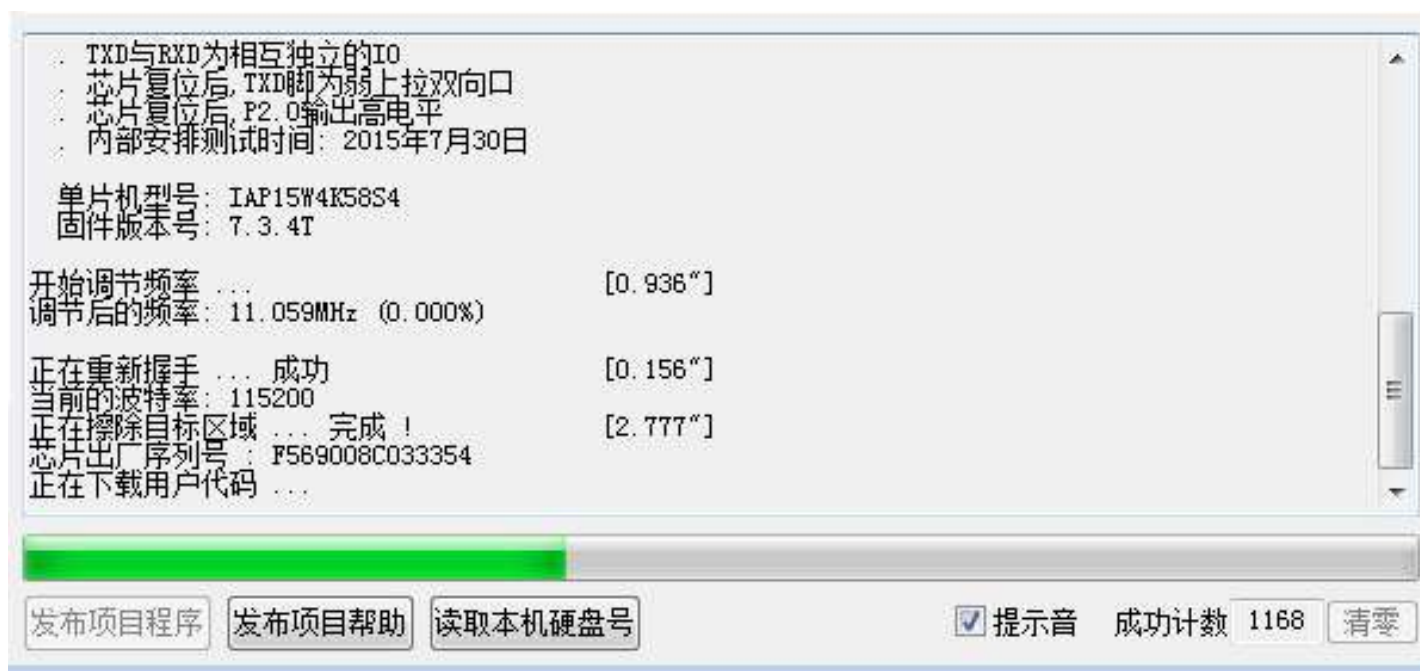 . TXD与RXD为相互独立的IO
. 芯片复位后,TXD脚为弱上拉双向口
. 芯片复位后,P2.0输出高电平
. 内部安排测试时间: 2015年7月30日
单片机型号: IAP15W4K58S4
固件版本号: 7.3.4T
开始调节频率 ... [0.936"]
调节后的频率: 11.059MHz (0.000%)
正在重新握手 ... 成功 [0.156"]
当前的波特率: 115200
正在擦除目标区域 ... 完成 ! [2.777"]
芯片出厂序列号 : F569008C033354
正在下载用户代码 ...
发布项目程序 发布项目帮助 读取本机硬盘号 提示音 成功计数 1168 清零